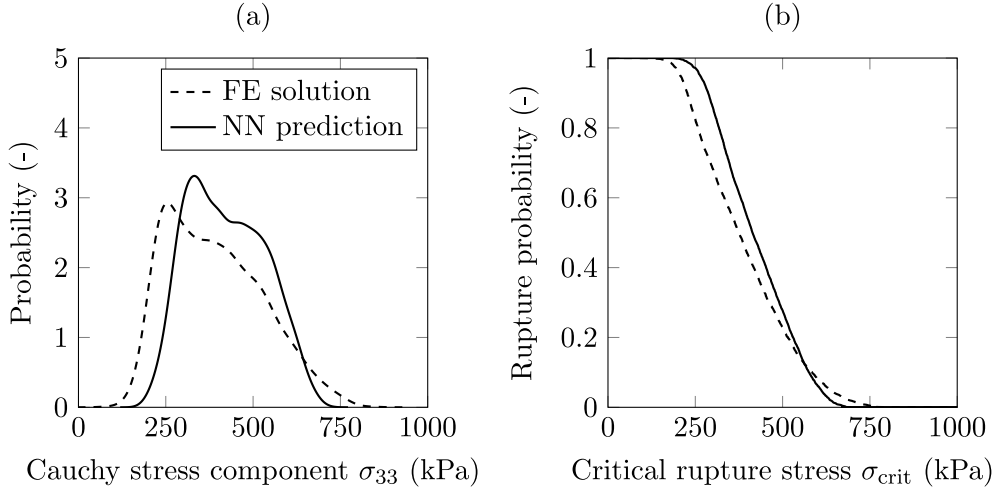 (a)
5
4
3
2
1
0
Probability (-)
FE solution
NN prediction
0 250 500 750 1000
Cauchy stress component σ33 (kPa)
(b)
1
0.8
0.6
0.4
0.2
0
Rupture probability (-)
0 250 500 750 1000
Critical rupture stress σcrit (kPa)